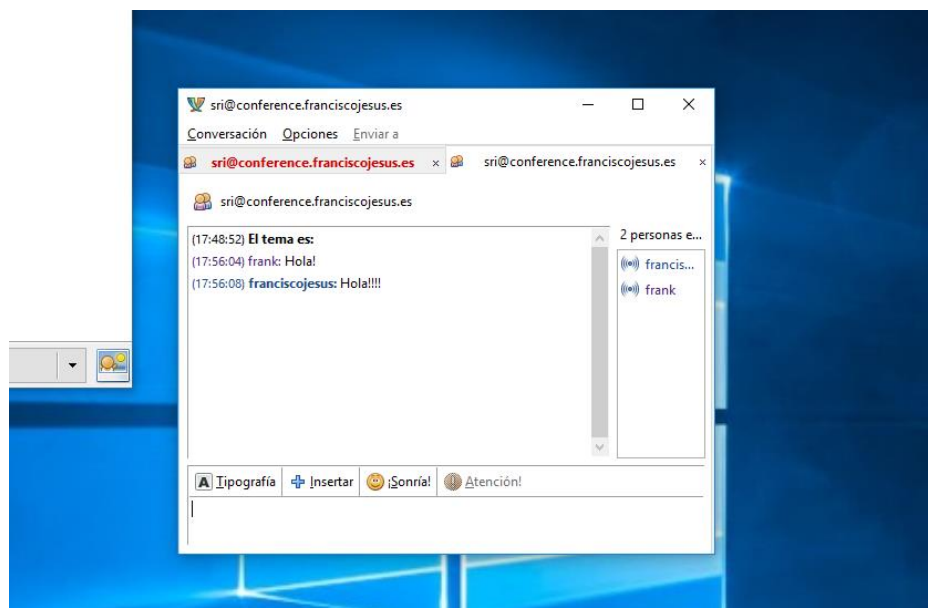 sri@conference.franciscojesus.es
Conversación Opciones Enviar a
sri@conference.franciscojesus.es × sri@conference.franciscojesus.es ×
sri@conference.franciscojesus.es
(17:48:52) El tema es:
(17:56:04) frank: Hola!
(17:56:08) franciscojesus: Hola!!!!
2 personas e...
francis...
frank
A Tipografía Insertar ¡Sonría! Atención!